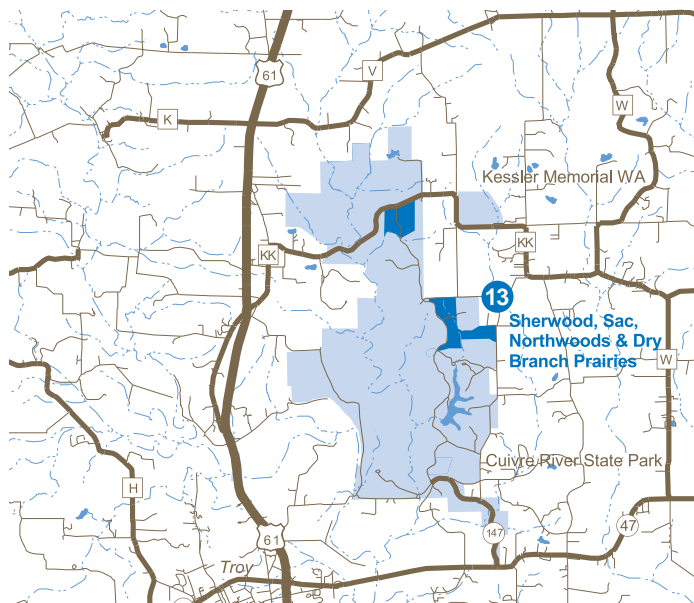 61
V
K
W
Kessler Memorial WA
KK
KK
13
Sherwood, Sac,
Northwoods & Dry
Branch Prairies
W
Cuivre River State Park
H
61
147
47
Troy